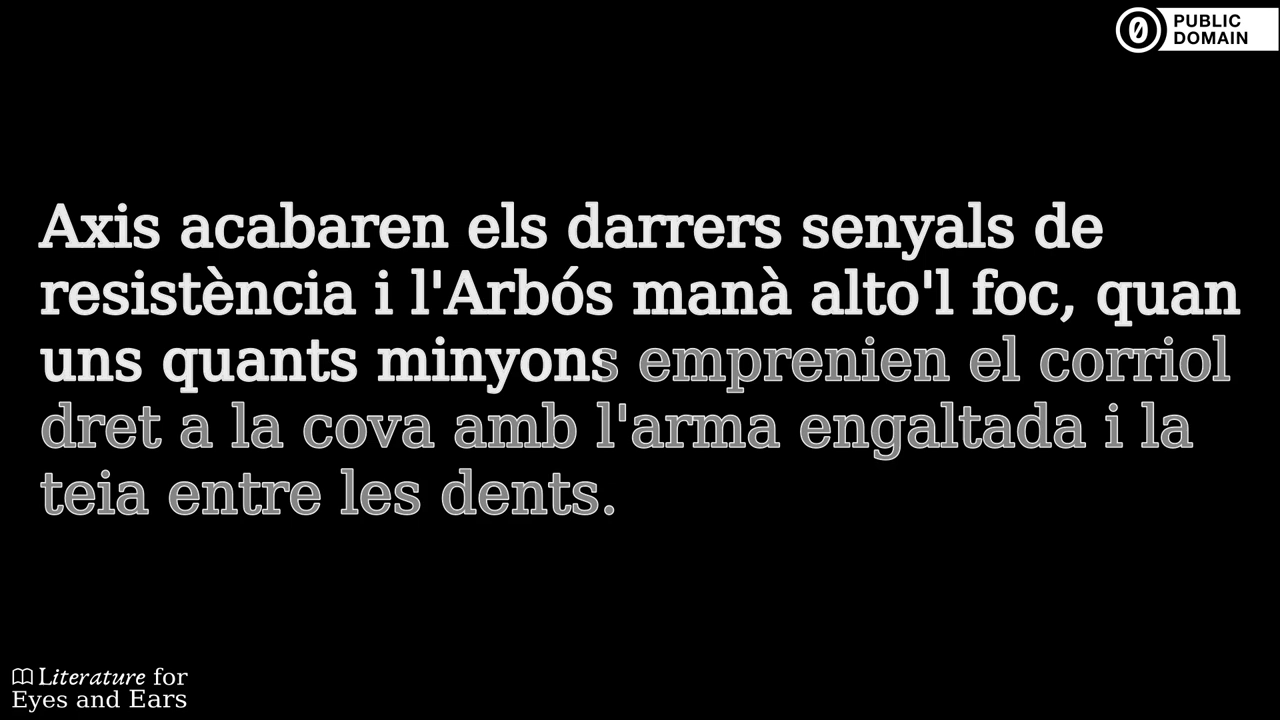 PUBLIC
DOMAIN
Axis acabaren els darrers senyals de
resistència i l'Arbós manà alto'l foc, quan
uns quants minyons emprenien el corriol
dret a la cova amb l'arma engaltada i la
teia entre les dents.
Literature for
Eyes and Ears